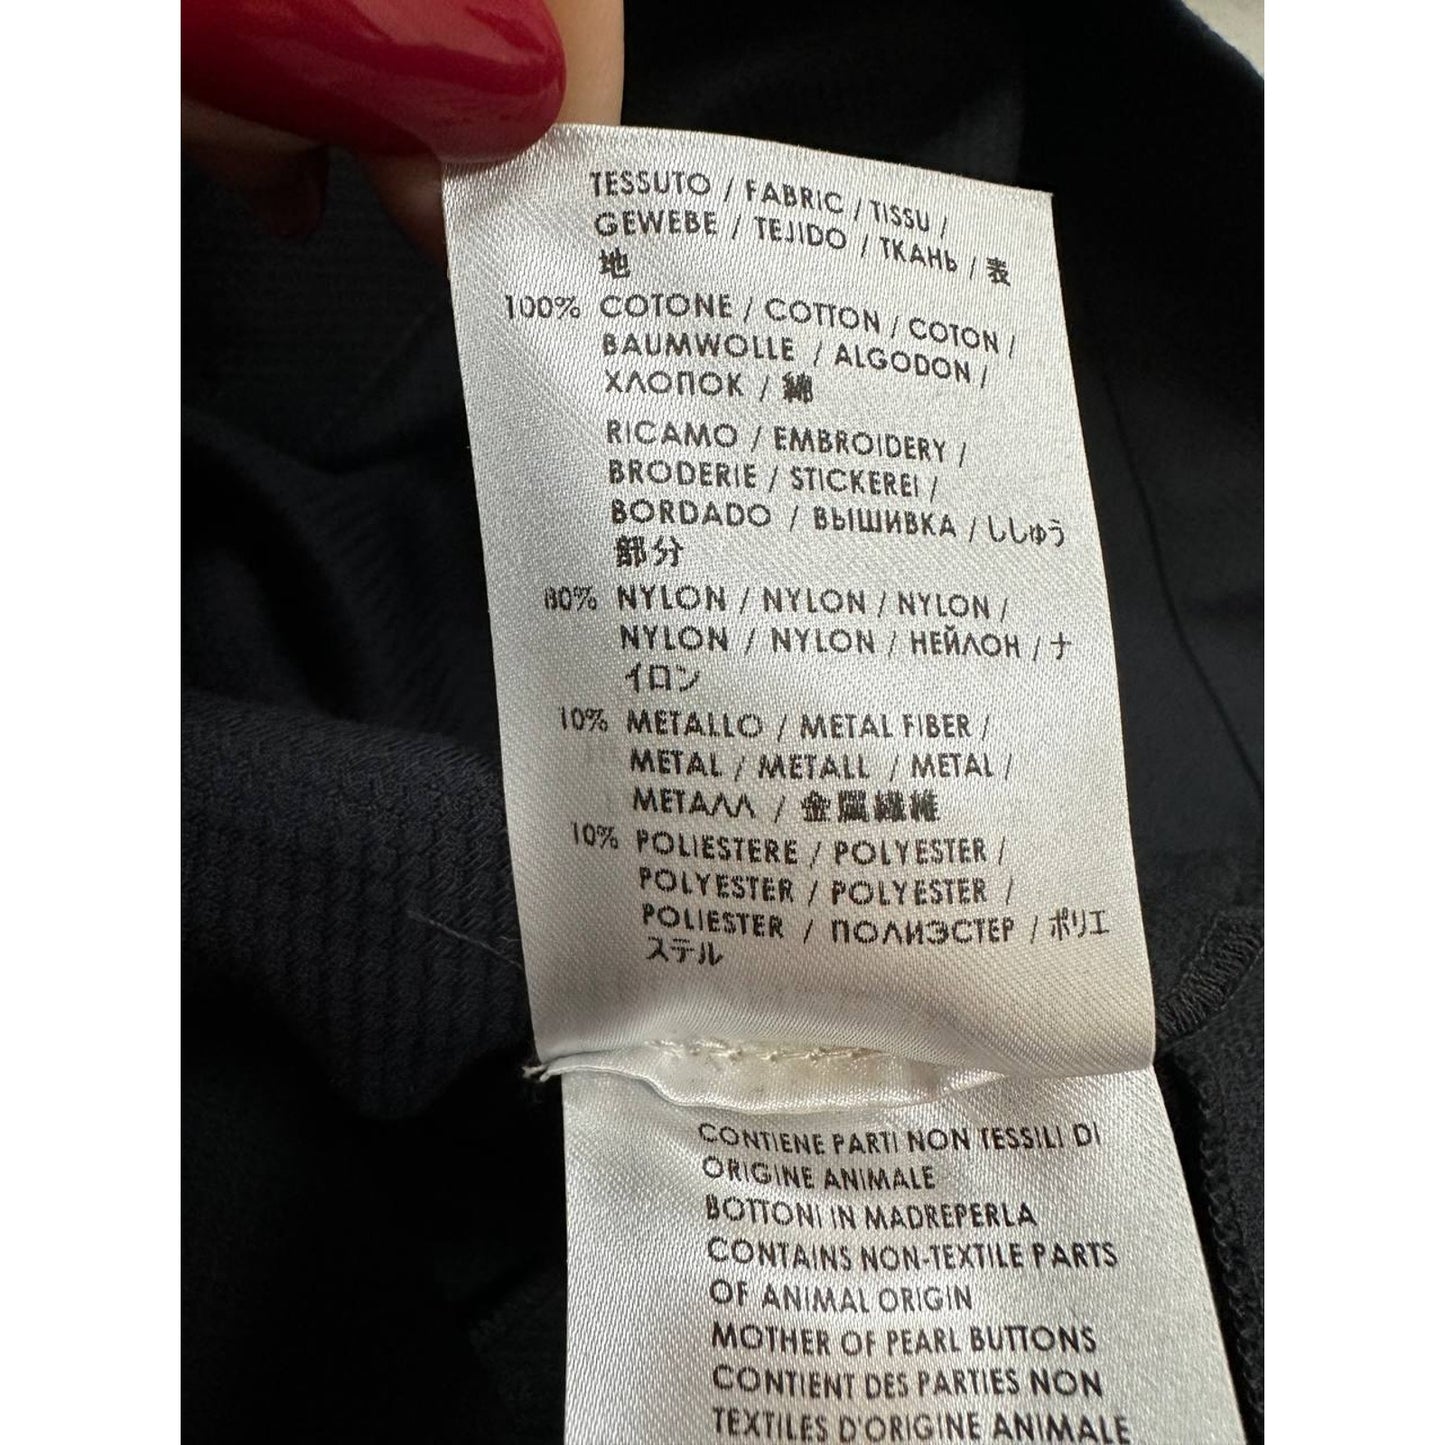 TESSUTO / FABRIC / TISSU /
GEWEBE / TEJIDO / ТКАНЬ / 表
地
100% COTONE / COTTON / COTON /
BAUMWOLLE / ALGODON /
ХЛОПОК / 綿
RICAMO / EMBROIDERY /
BRODERIE / STICKEREI /
BORDADO / ВЫШИВКА / ししゅう
部分
80% NYLON / NYLON / NYLON /
NYLON / NYLON / НЕЙЛОН / ナ
イロン
10% METALLO / METAL FIBER /
METAL / METALL / METAL /
МЕТАЛЛ / 金属繊維
10% POLIESTERE / POLYESTER /
POLYESTER / POLYESTER /
POLIESTER / ПОЛИЭСТЕР / ポリエ
ステル
CONTIENE PARTI NON TESSILI DI
ORIGINE ANIMALE
BOTTONI IN MADREPERLA
CONTAINS NON-TEXTILE PARTS
OF ANIMAL ORIGIN
MOTHER OF PEARL BUTTONS
CONTIENT DES PARTIES NON
TEXTILES D'ORIGINE ANIMALE